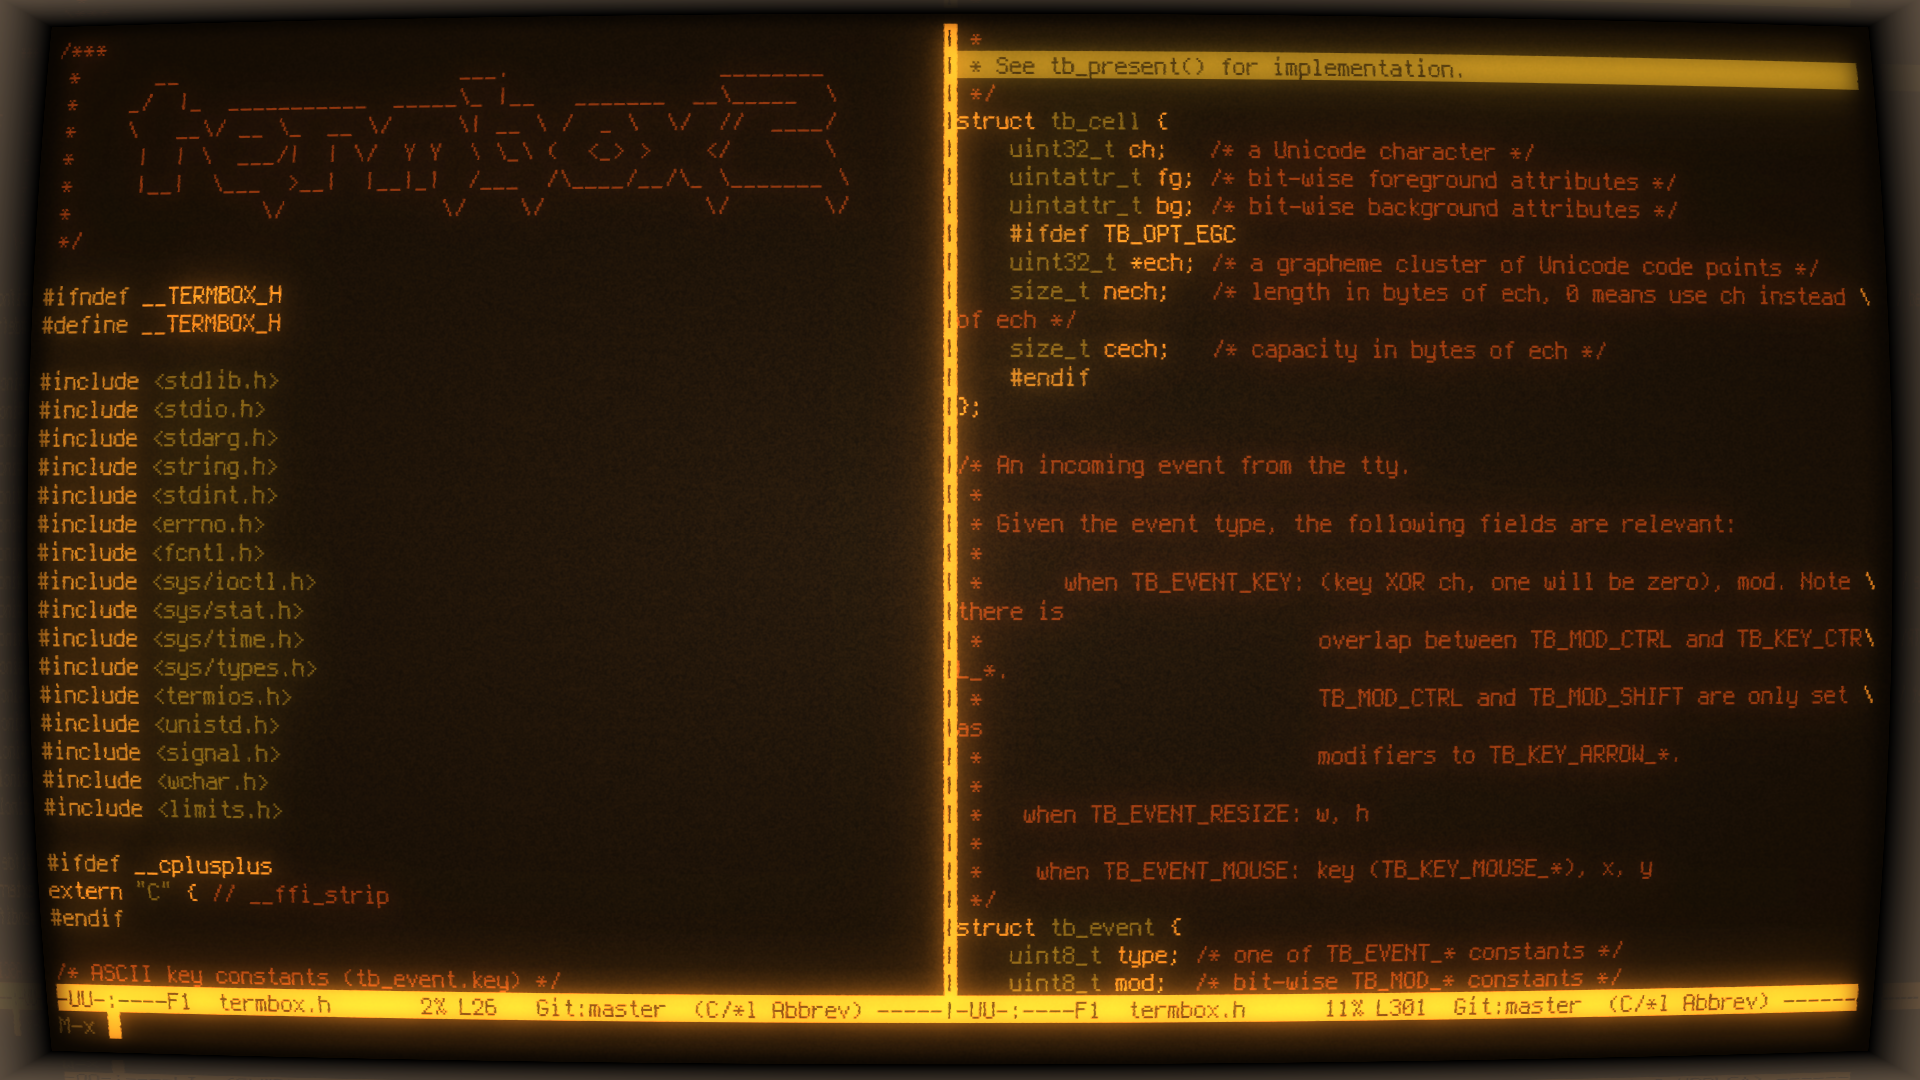 /***
*
*
*
*
*
*
*/
#ifndef __TERMBOX_H
#define __TERMBOX_H
#include <stdlib.h>
#include <stdio.h>
#include <stdarg.h>
#include <string.h>
#include <stdint.h>
#include <errno.h>
#include <fcntl.h>
#include <sys/ioctl.h>
#include <sys/stat.h>
#include <sys/time.h>
#include <sys/types.h>
#include <termios.h>
#include <unistd.h>
#include <signal.h>
#include <wchar.h>
#include <limits.h>
#ifdef __cplusplus
extern "C" { // __ffi_strip
#endif
/* ASCII key constants (tb_event.key) */
-UU-:----F1  termbox.h       2% L26   Git:master  (C/*l Abbrev) -----
M-x
 *
 * See tb_present() for implementation.
 */
struct tb_cell {
    uint32_t ch;   /* a Unicode character */
    uintattr_t fg; /* bit-wise foreground attributes */
    uintattr_t bg; /* bit-wise background attributes */
    #ifdef TB_OPT_EGC
    uint32_t *ech; /* a grapheme cluster of Unicode code points */
    size_t nech;   /* length in bytes of ech, 0 means use ch instead \
of ech */
    size_t cech;   /* capacity in bytes of ech */
    #endif
};
/* An incoming event from the tty.
 *
 * Given the event type, the following fields are relevant:
 *
 *      when TB_EVENT_KEY: (key XOR ch, one will be zero), mod. Note \
there is
 *                         overlap between TB_MOD_CTRL and TB_KEY_CTR\
L_*.
 *                         TB_MOD_CTRL and TB_MOD_SHIFT are only set \
as
 *                         modifiers to TB_KEY_ARROW_*.
 *
 *   when TB_EVENT_RESIZE: w, h
 *
 *    when TB_EVENT_MOUSE: key (TB_KEY_MOUSE_*), x, y
 */
struct tb_event {
    uint8_t type; /* one of TB_EVENT_* constants */
    uint8_t mod;  /* bit-wise TB_MOD_* constants */
-UU-:----F1  termbox.h      11% L301  Git:master  (C/*l Abbrev) ------